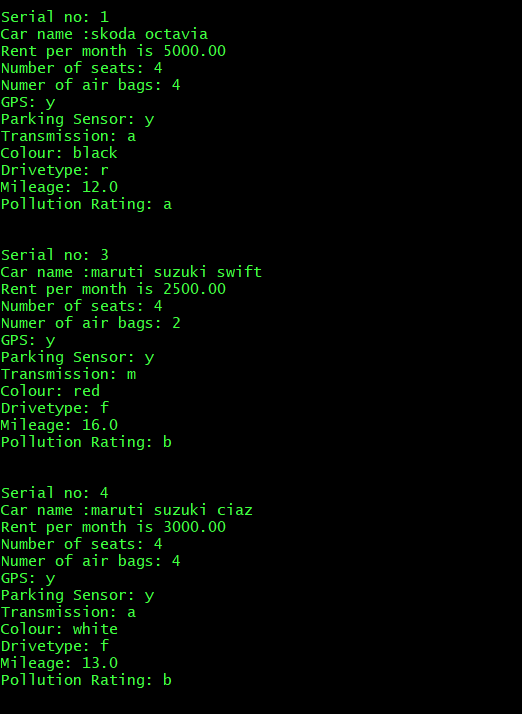 Serial no: 1
Car name :skoda octavia
Rent per month is 5000.00
Number of seats: 4
Numer of air bags: 4
GPS: y
Parking Sensor: y
Transmission: a
Colour: black
Drivetype: r
Mileage: 12.0
Pollution Rating: a
Serial no: 3
Car name :maruti suzuki swift
Rent per month is 2500.00
Number of seats: 4
Numer of air bags: 2
GPS: y
Parking Sensor: y
Transmission: m
Colour: red
Drivetype: f
Mileage: 16.0
Pollution Rating: b
Serial no: 4
Car name :maruti suzuki ciaz
Rent per month is 3000.00
Number of seats: 4
Numer of air bags: 4
GPS: y
Parking Sensor: y
Transmission: a
Colour: white
Drivetype: f
Mileage: 13.0
Pollution Rating: b